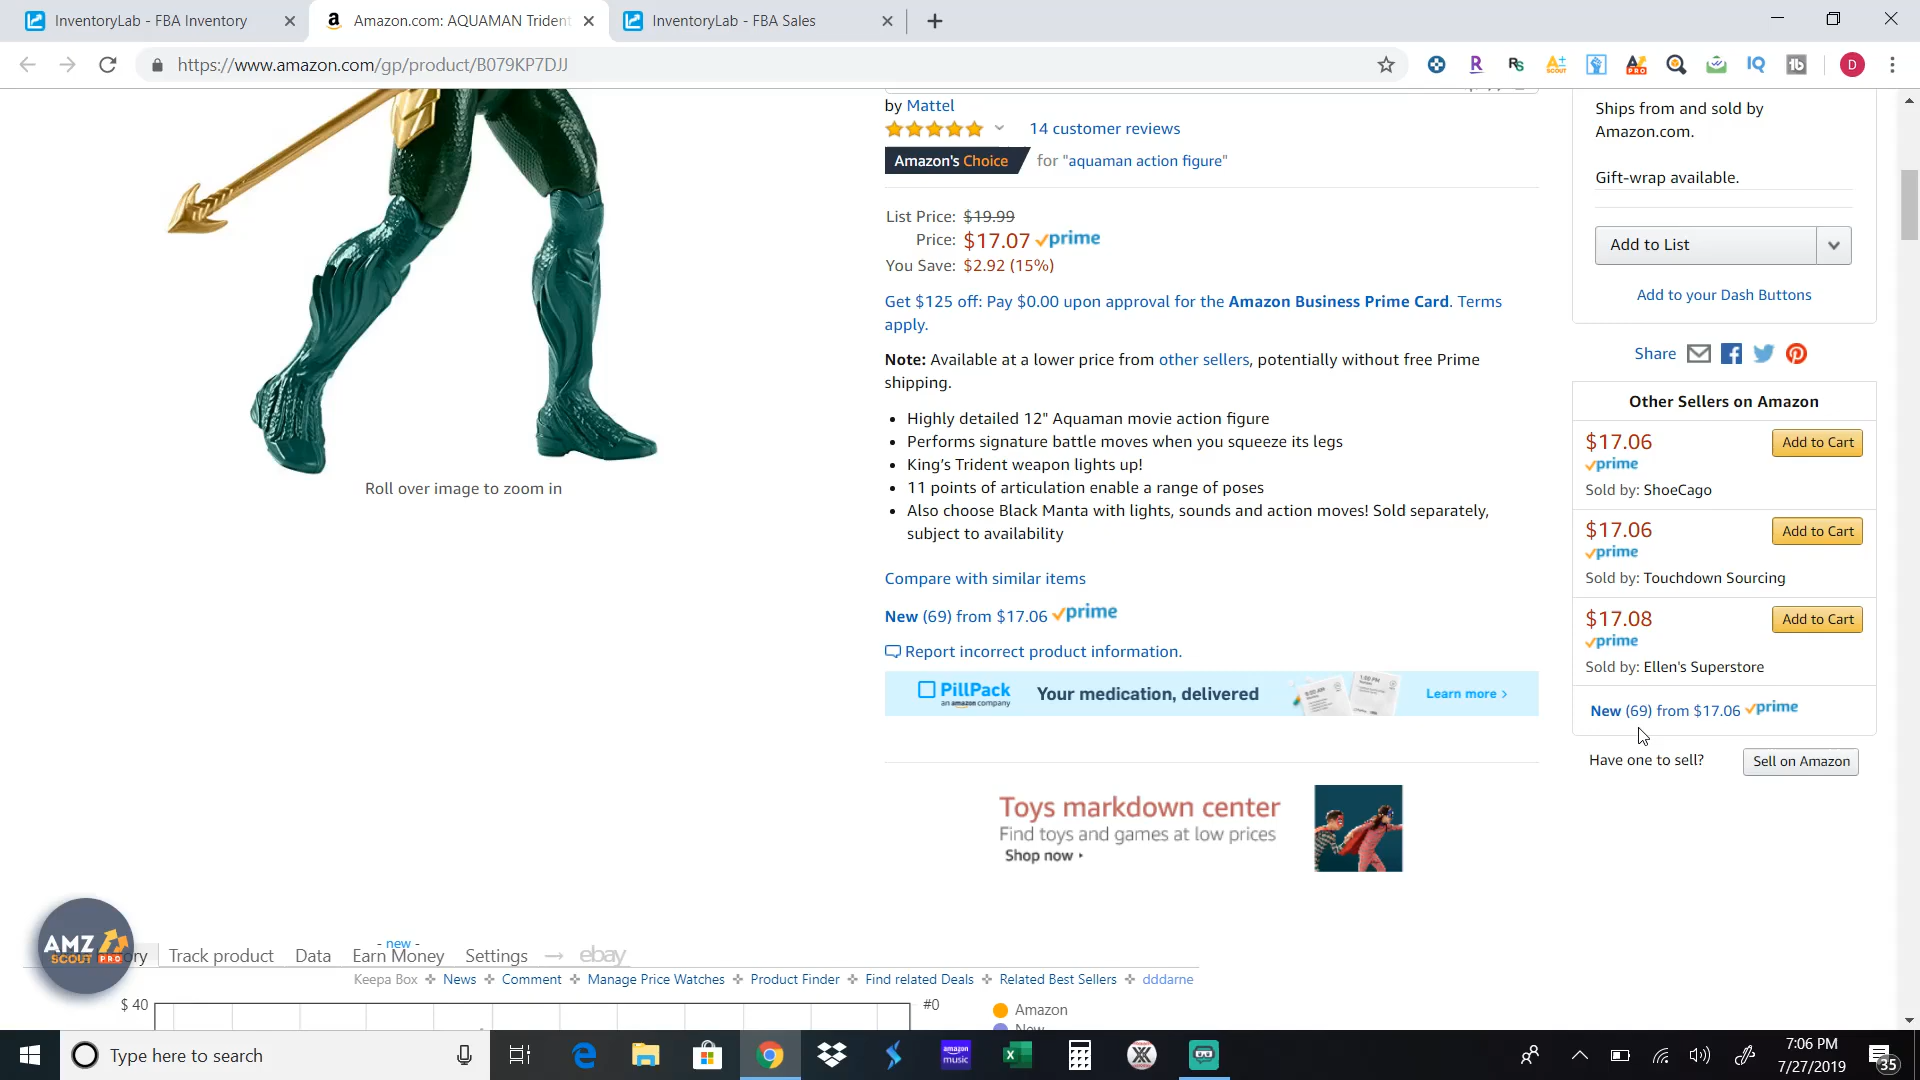 InventoryLab - FBA Inventory
Amazon.com: AQUAMAN Trident
InventoryLab - FBA Sales
https://www.amazon.com/gp/product/B079KP7DJJ
D
by Mattel
14 customer reviews
Amazon's Choice for "aquaman action figure"
List Price: $19.99
Price: $17.07 prime
You Save: $2.92 (15%)
Get $125 off: Pay $0.00 upon approval for the Amazon Business Prime Card. Terms
apply.
Note: Available at a lower price from other sellers, potentially without free Prime
shipping.
• Highly detailed 12" Aquaman movie action figure
• Performs signature battle moves when you squeeze its legs
• King's Trident weapon lights up!
• 11 points of articulation enable a range of poses
• Also choose Black Manta with lights, sounds and action moves! Sold separately,
subject to availability
Roll over image to zoom in
Compare with similar items
New (69) from $17.06 prime
Report incorrect product information.
PillPack
an amazon company
Your medication, delivered
Learn more ›
Toys markdown center
Find toys and games at low prices
Shop now
Ships from and sold by
Amazon.com.
Gift-wrap available.
Add to List
Add to your Dash Buttons
Share
Other Sellers on Amazon
$17.06 Add to Cart
prime
Sold by: ShoeCago
$17.06 Add to Cart
prime
Sold by: Touchdown Sourcing
$17.08 Add to Cart
prime
Sold by: Ellen's Superstore
New (69) from $17.06 prime
Have one to sell? Sell on Amazon
AMZ
SCOUT PRO
- new -
ry Track product Data Earn Money Settings → ebay
Keepa Box News Comment Manage Price Watches Product Finder Find related Deals Related Best Sellers dddarne
$ 40
#0
Amazon
New
Type here to search
amazon
music
7:06 PM
7/27/2019
35